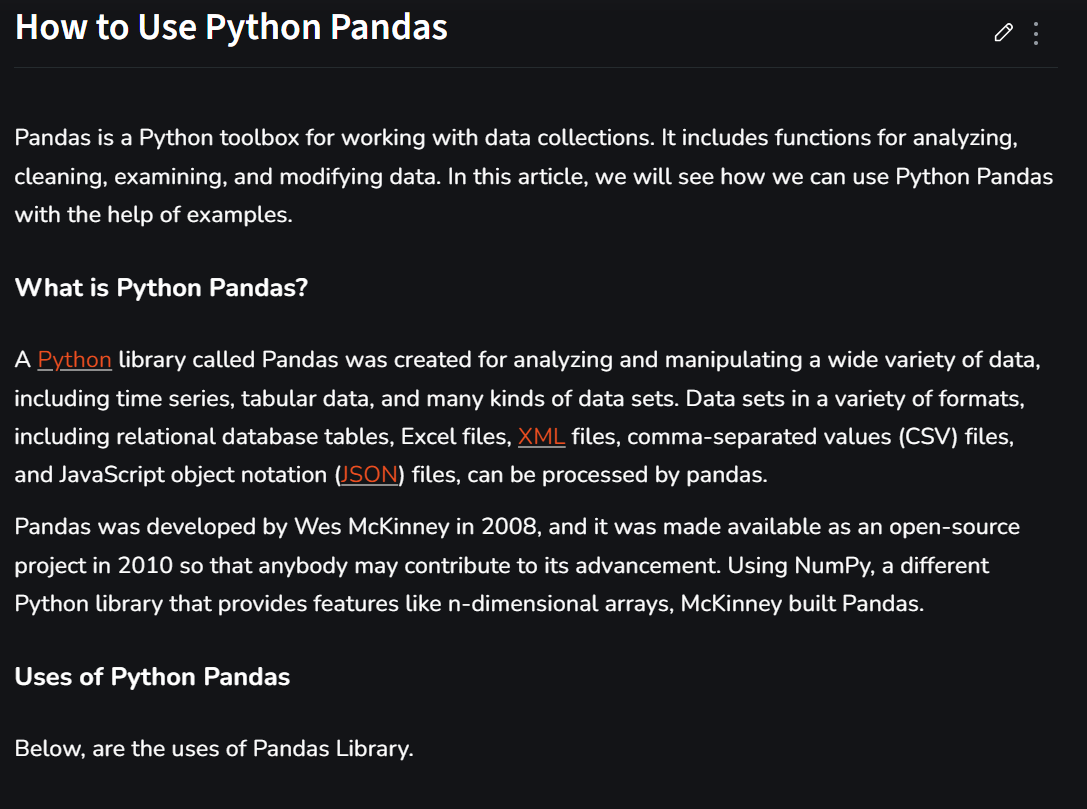 How to Use Python Pandas
Pandas is a Python toolbox for working with data collections. It includes functions for analyzing,
cleaning, examining, and modifying data. In this article, we will see how we can use Python Pandas
with the help of examples.
What is Python Pandas?
A Python library called Pandas was created for analyzing and manipulating a wide variety of data,
including time series, tabular data, and many kinds of data sets. Data sets in a variety of formats,
including relational database tables, Excel files, XML files, comma-separated values (CSV) files,
and JavaScript object notation (JSON) files, can be processed by pandas.
Pandas was developed by Wes McKinney in 2008, and it was made available as an open-source
project in 2010 so that anybody may contribute to its advancement. Using NumPy, a different
Python library that provides features like n-dimensional arrays, McKinney built Pandas.
Uses of Python Pandas
Below, are the uses of Pandas Library.